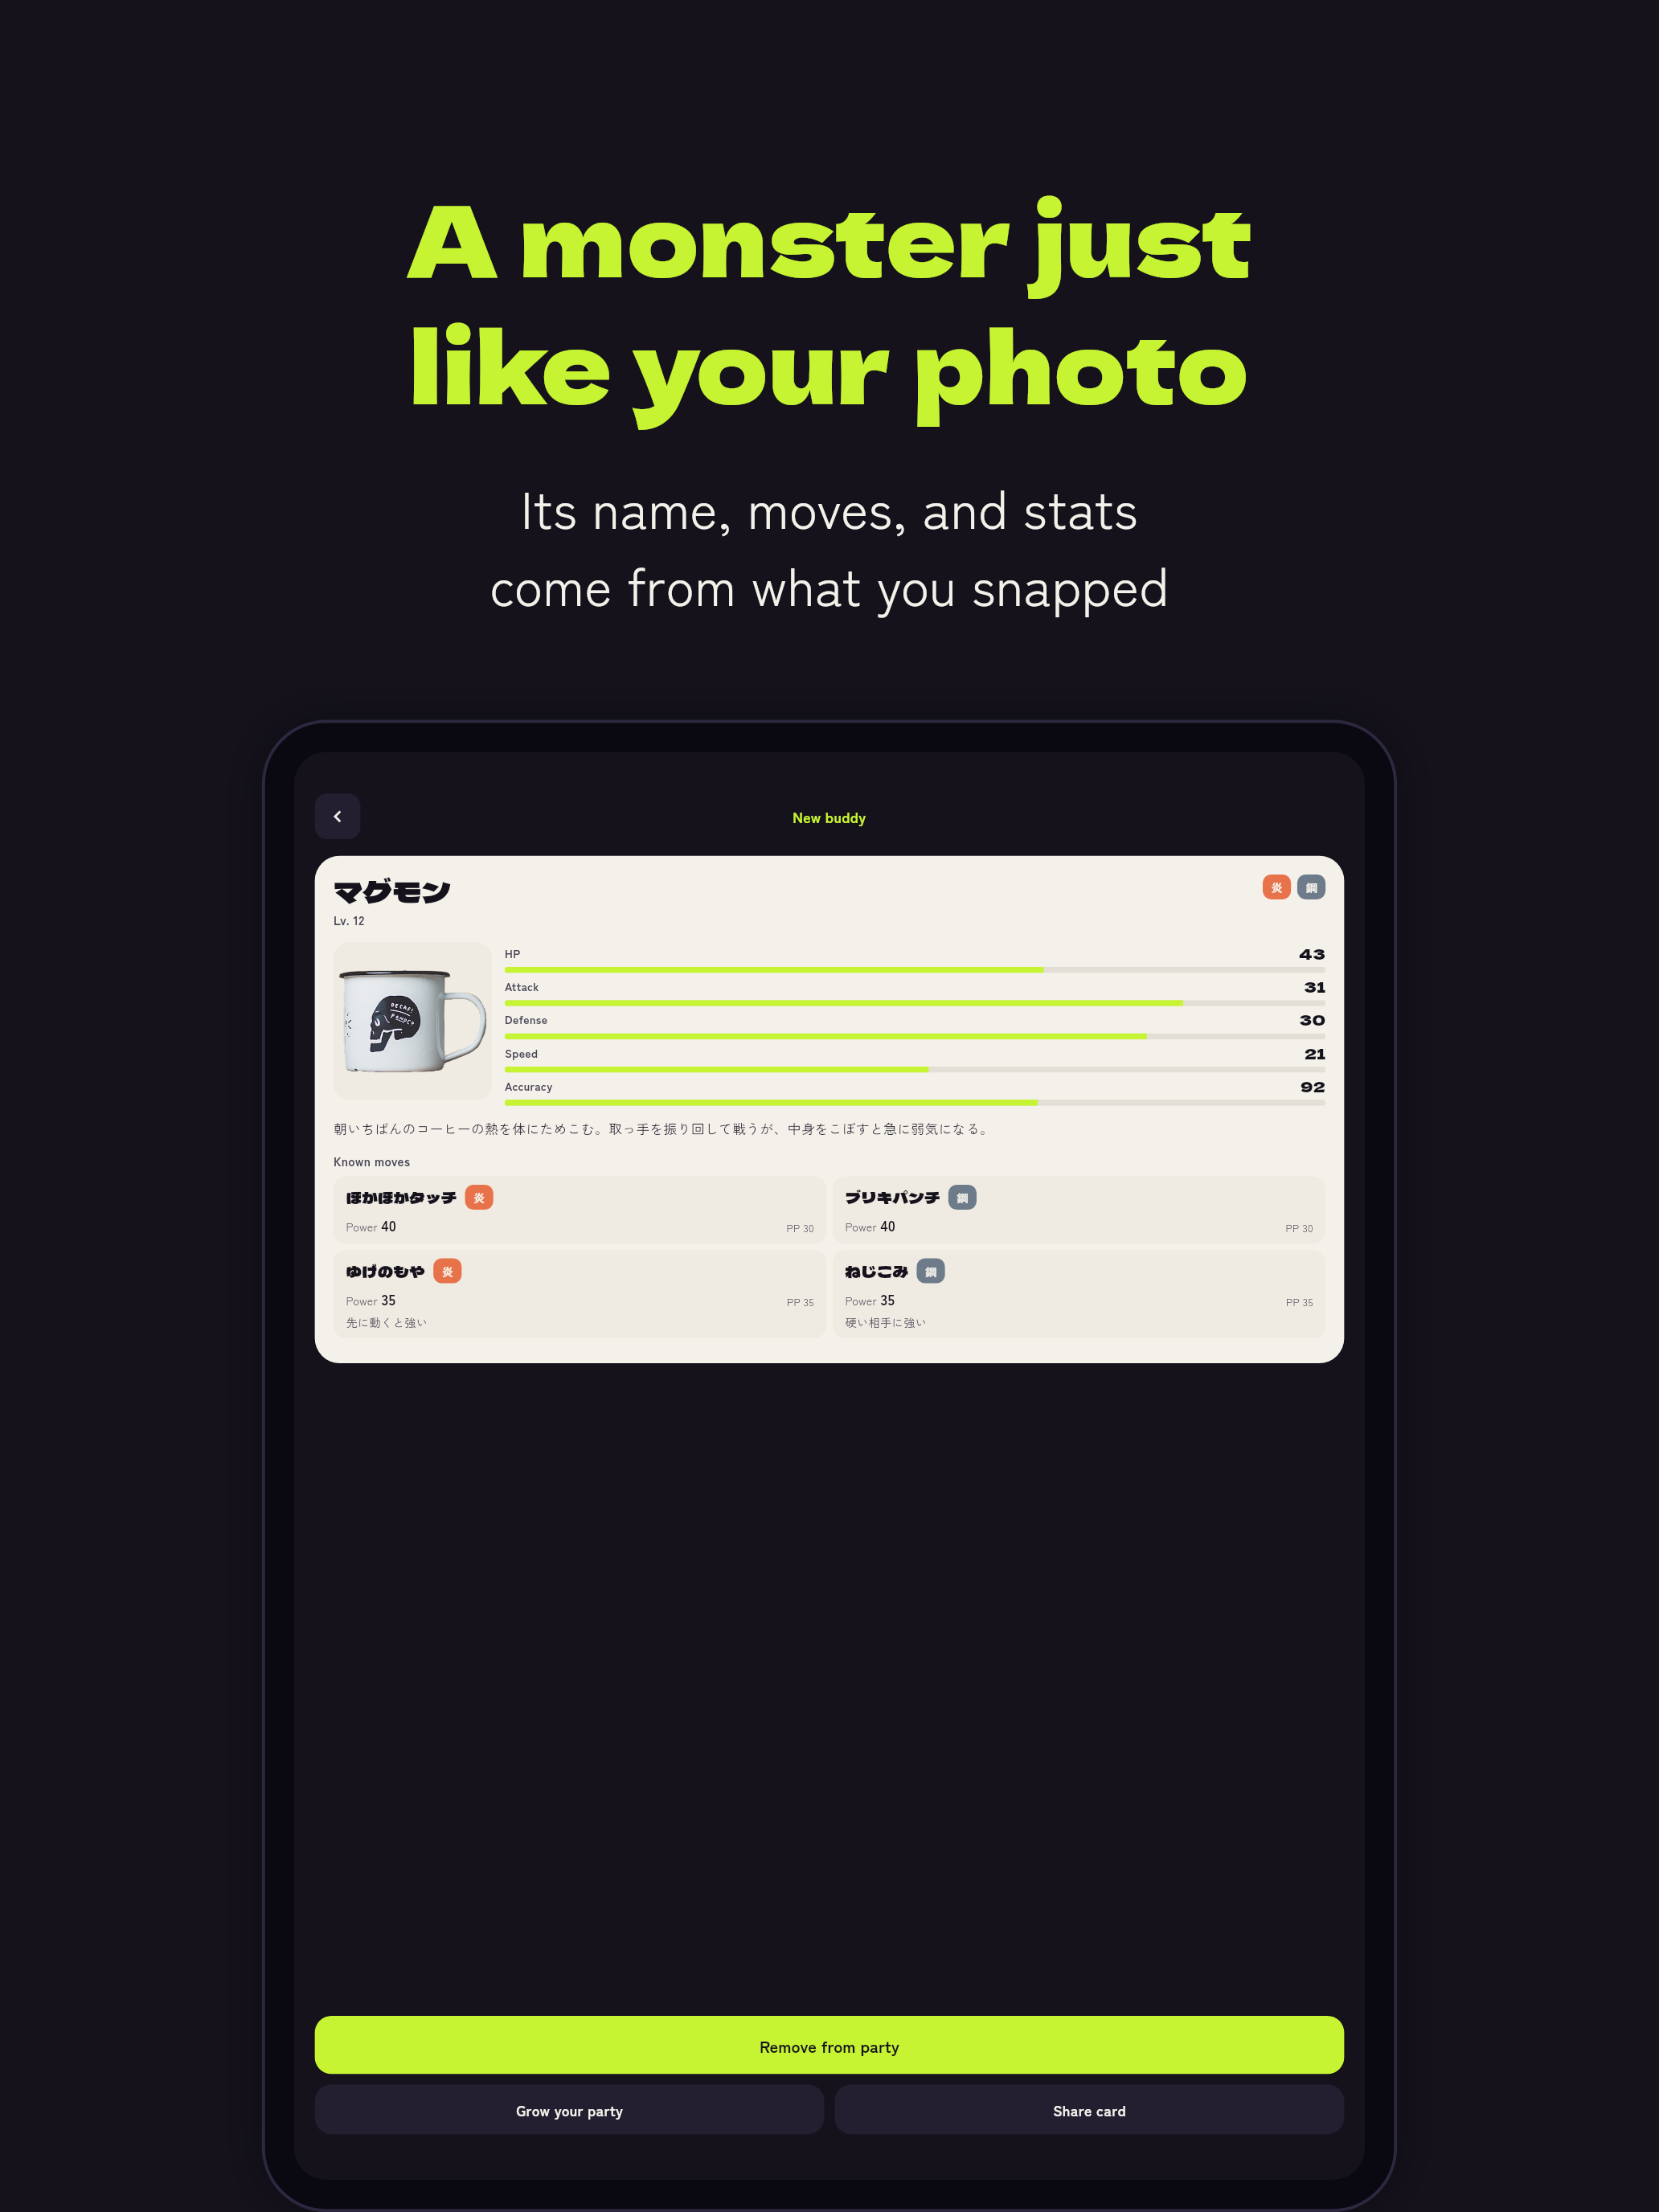 A monster just
like your photo
Its name, moves, and stats
come from what you snapped
New buddy
マグモン
炎 鋼
Lv. 12
HP 43
Attack 31
Defense 30
Speed 21
Accuracy 92
DECAF?
朝いちばんのコーヒーの熱を体にためこむ。取っ手を振り回して戦うが、中身をこぼすと急に弱気になる。
Known moves
ほかほかタッチ 炎
Power 40 PP 30
ブリキパンチ 鋼
Power 40 PP 30
ゆげのもや 炎
Power 35 PP 35
先に動くと強い
ねじこみ 鋼
Power 35 PP 35
硬い相手に強い
Remove from party
Grow your party
Share card